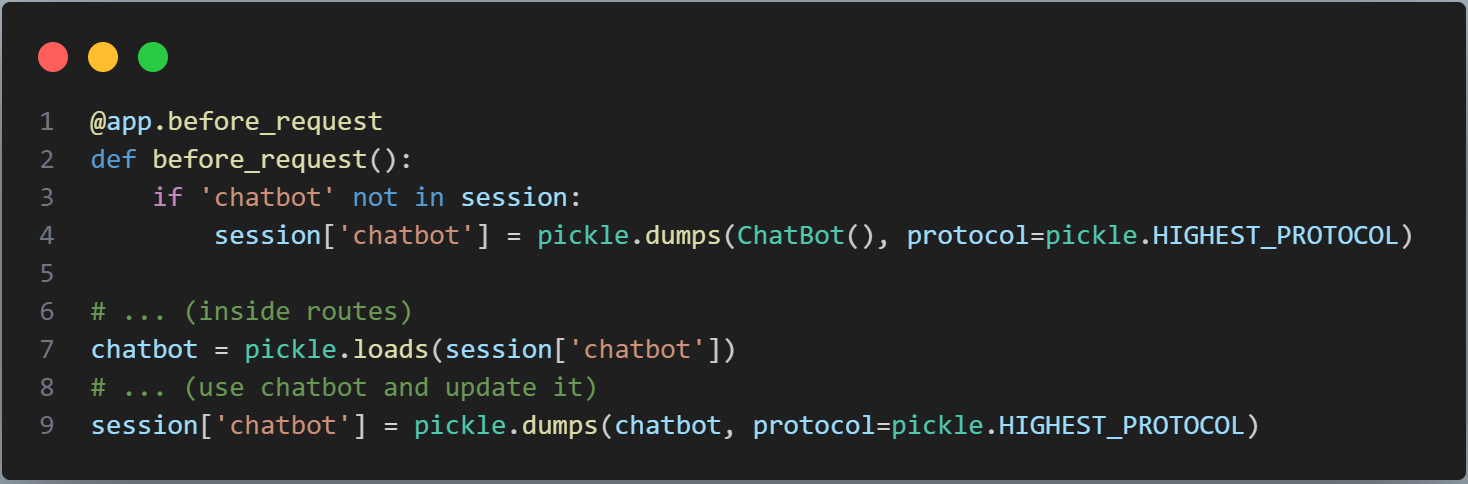 1 @app.before_request
2 def before_request():
3     if 'chatbot' not in session:
4         session['chatbot'] = pickle.dumps(ChatBot(), protocol=pickle.HIGHEST_PROTOCOL)
5
6 # ... (inside routes)
7 chatbot = pickle.loads(session['chatbot'])
8 # ... (use chatbot and update it)
9 session['chatbot'] = pickle.dumps(chatbot, protocol=pickle.HIGHEST_PROTOCOL)